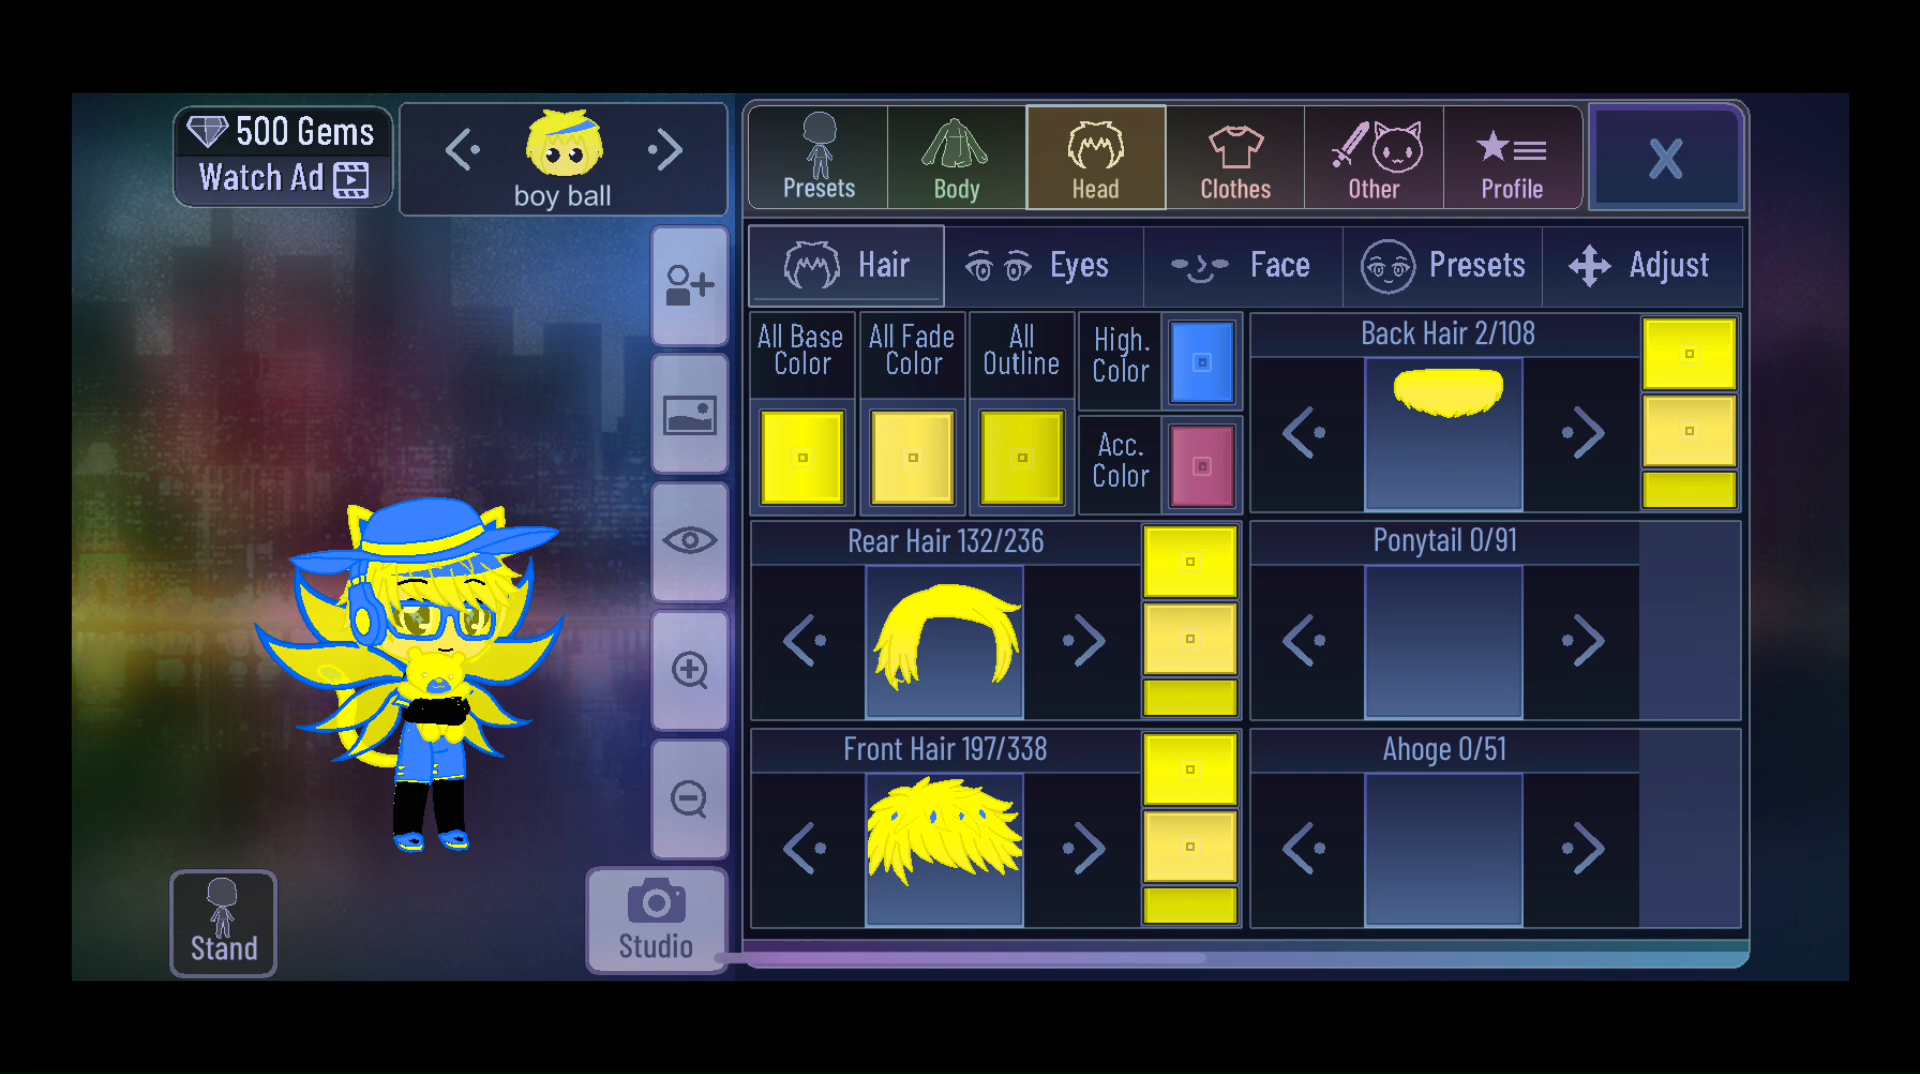 500 Gems
Watch Ad
boy ball
Presets
Body
Head
Clothes
Other
Profile
X
Hair
Eyes
Face
Presets
Adjust
All Base
Color
All Fade
Color
All
Outline
High.
Color
Acc.
Color
Back Hair 2/108
Rear Hair 132/236
Ponytail 0/91
Front Hair 197/338
Ahoge 0/51
Stand
Studio